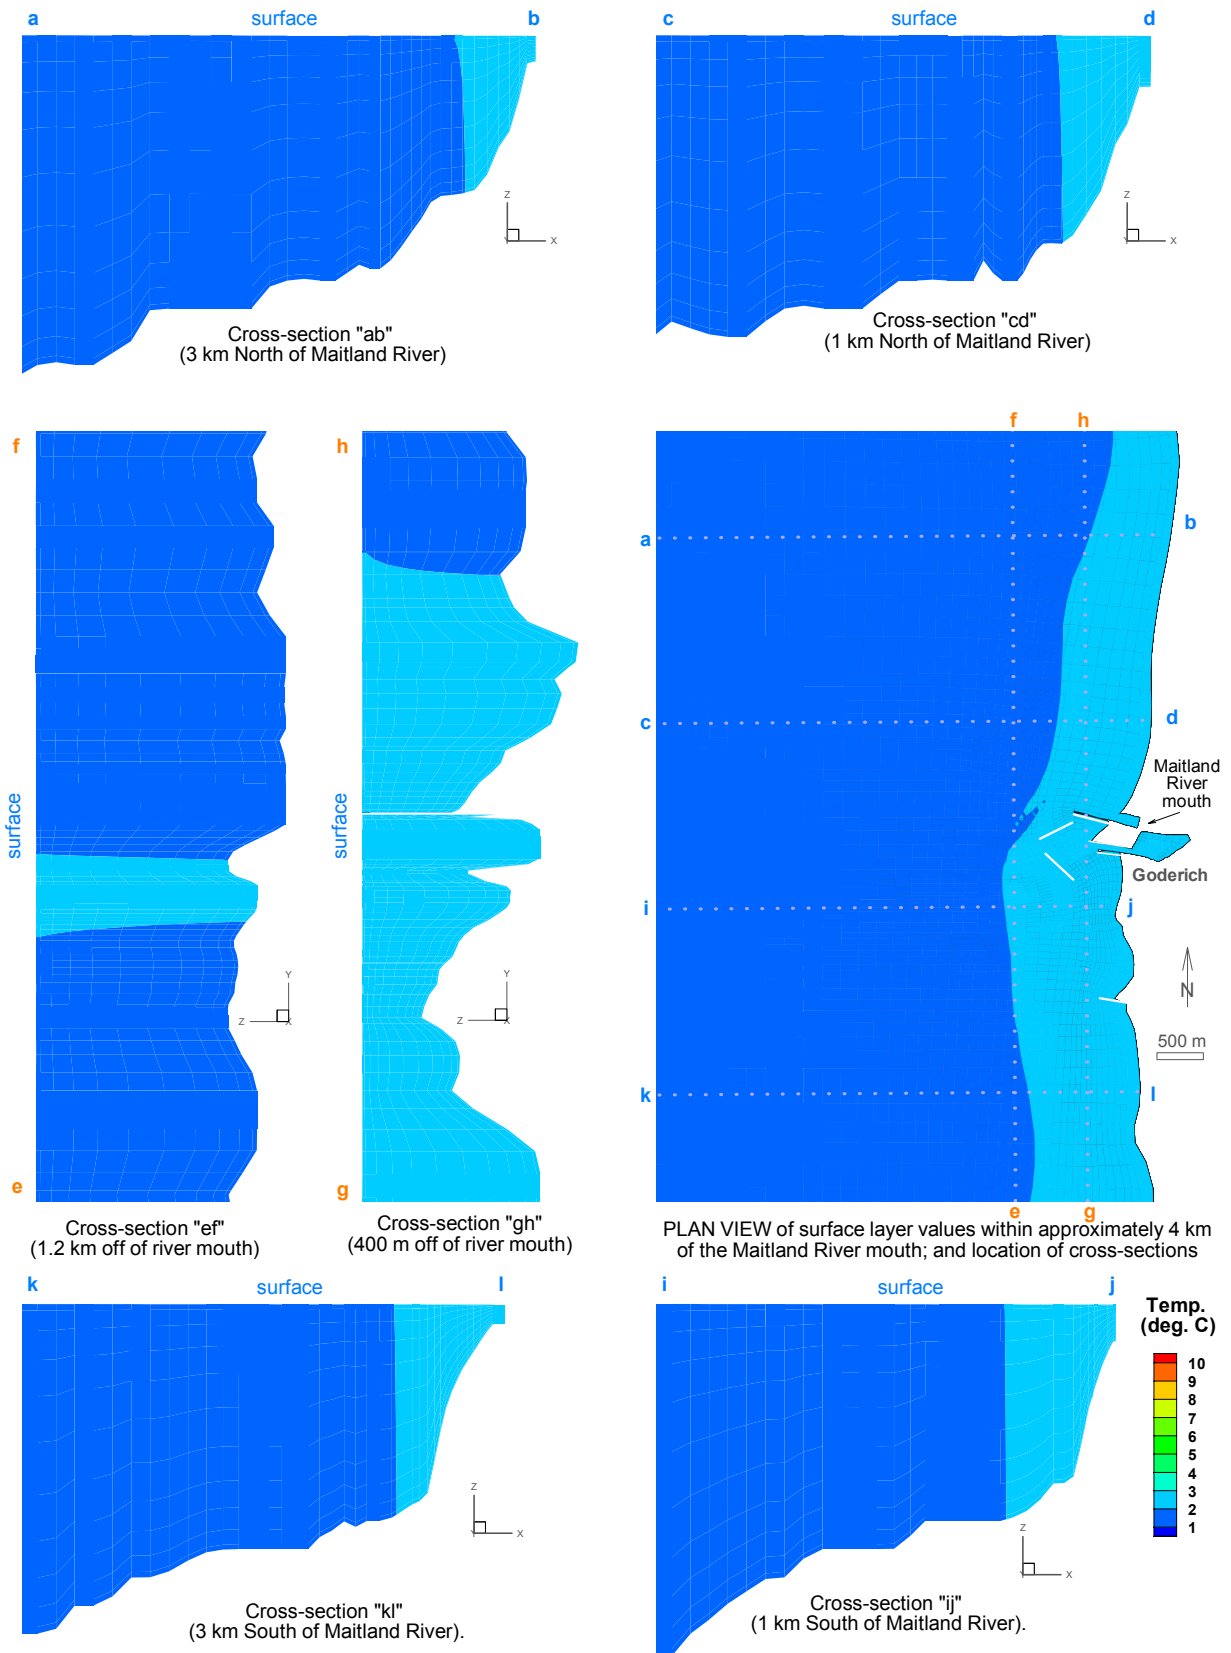 a surface b
c surface d
Z
X
Y
Cross-section "ab"
(3 km North of Maitland River)
Z
X
Y
Cross-section "cd"
(1 km North of Maitland River)
f
surface
e
Y
Z
X
Cross-section "ef"
(1.2 km off of river mouth)
h
surface
g
Y
Z
X
Cross-section "gh"
(400 m off of river mouth)
f h
a b
c d
Maitland
River
mouth
Goderich
i j
N
500 m
k l
e g
PLAN VIEW of surface layer values within approximately 4 km
of the Maitland River mouth; and location of cross-sections
k surface l
Z
X
Y
Cross-section "kl"
(3 km South of Maitland River).
i surface j
Z
X
Y
Cross-section "ij"
(1 km South of Maitland River).
Temp.
(deg. C)
10
9
8
7
6
5
4
3
2
1